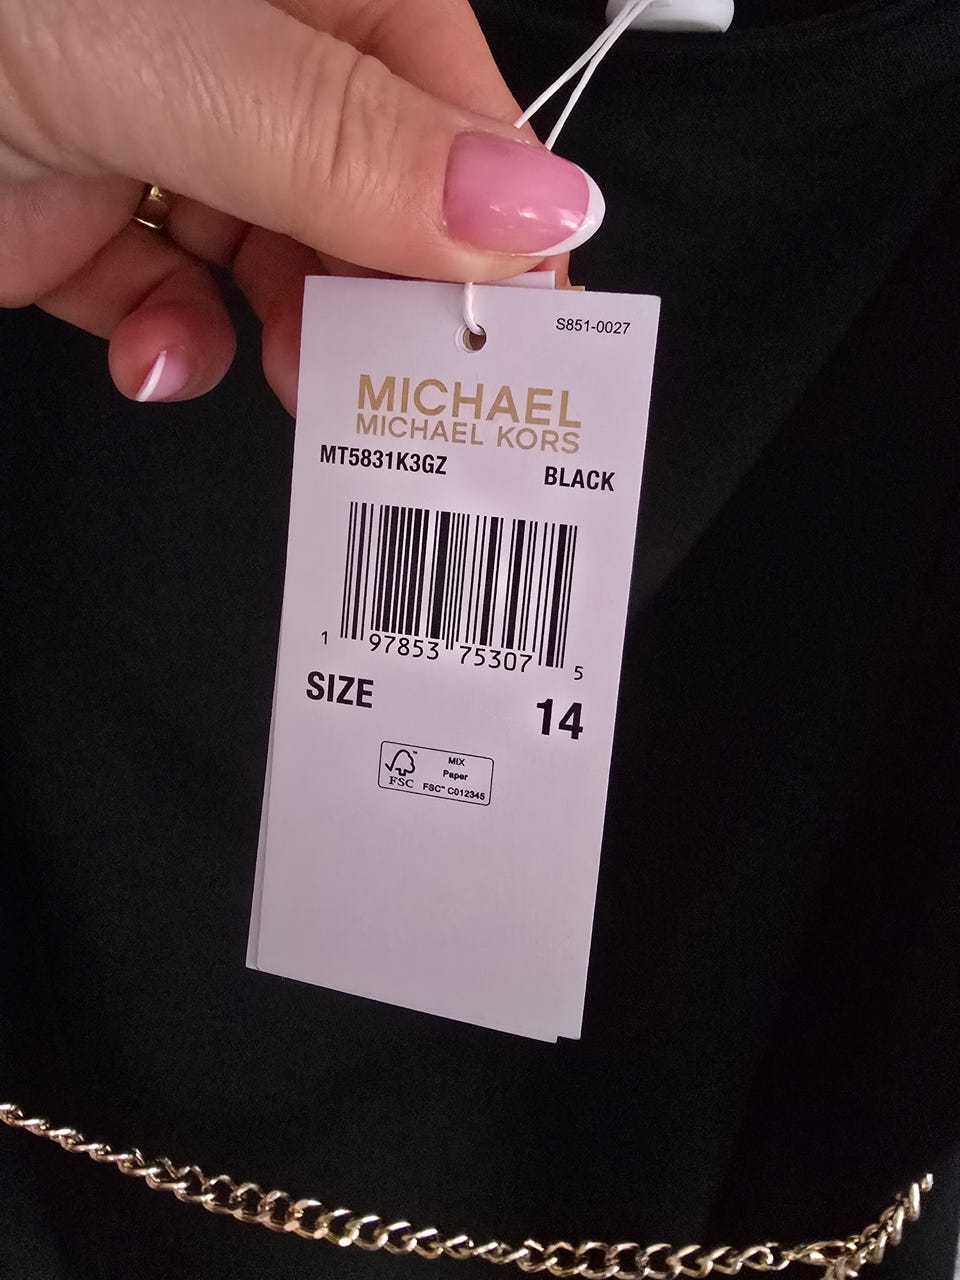 S851-0027
MICHAEL
MICHAEL KORS
MT5831K3GZ BLACK
1 97853 75307 5
SIZE 14
FSC
MIX
Paper
FSC™ C012345